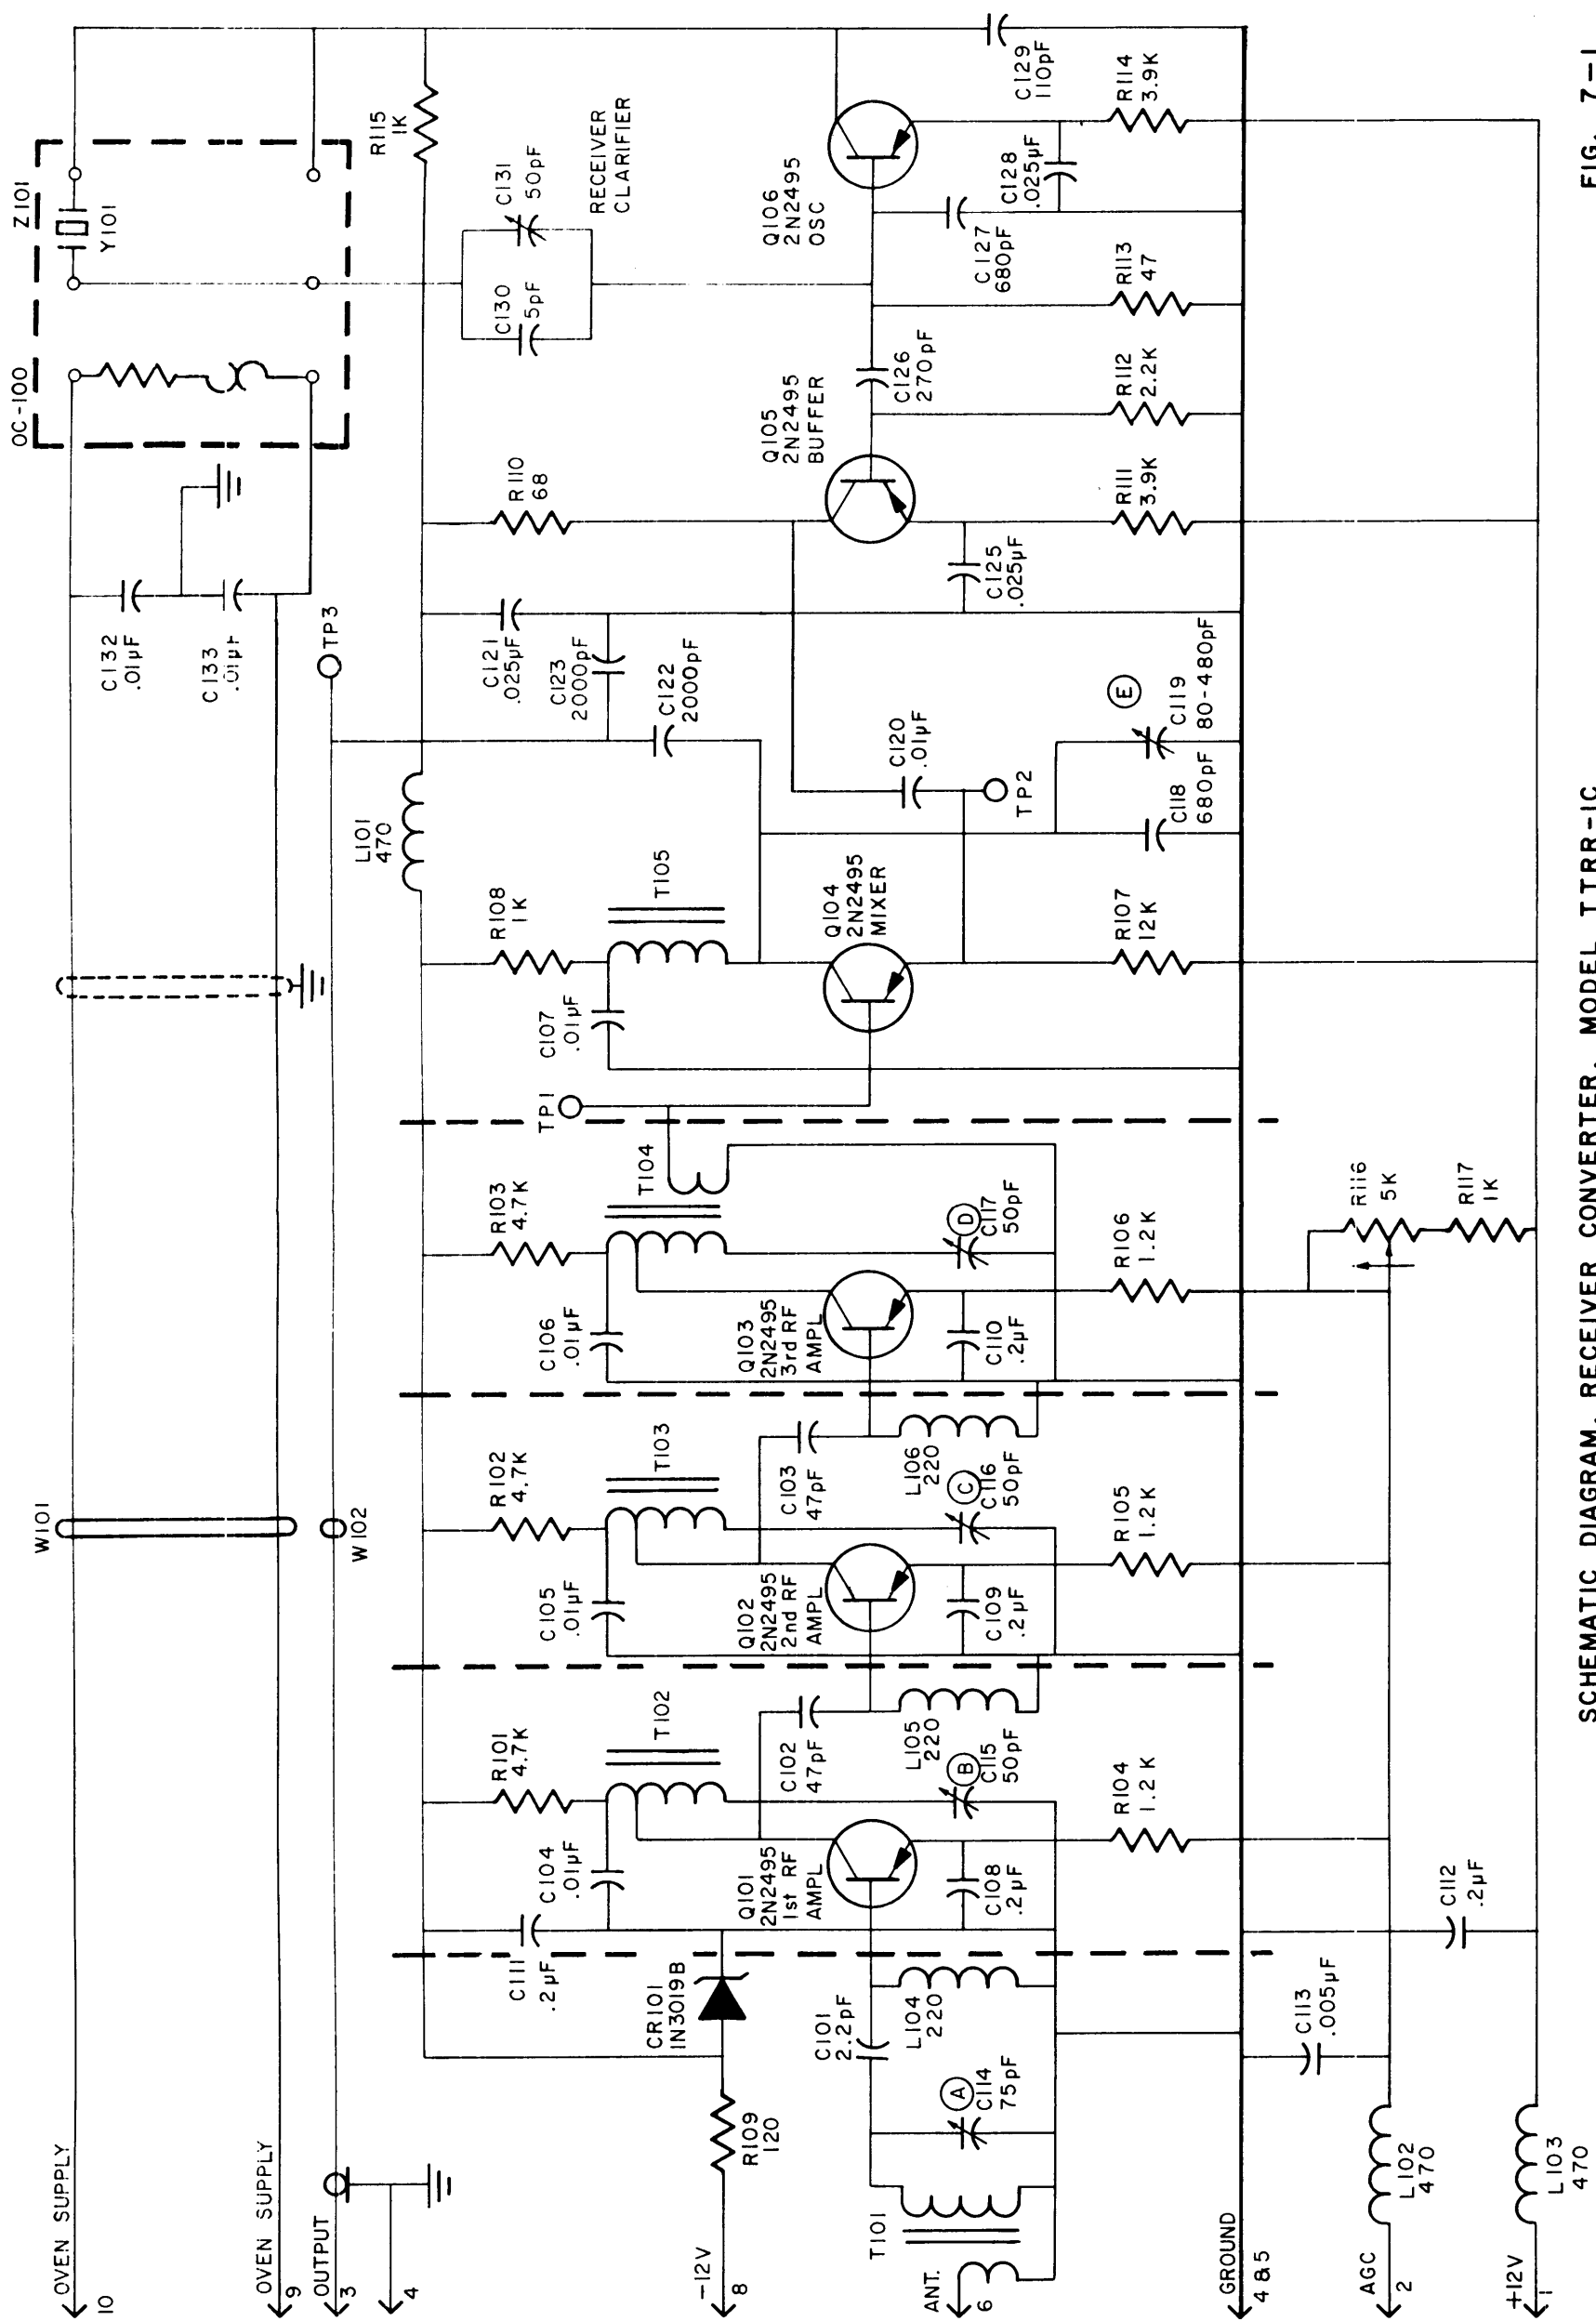 OVEN SUPPLY
10
OVEN SUPPLY
9
OUTPUT
3
4
-12V
8
ANT.
6
GROUND
4 & 5
AGC
2
+12V
1
W101
W102
C132
.01µF
C133
.01µF
TP3
OC-100
Z101
Y101
R115
1K
C130
5pF
C131
50pF
RECEIVER
CLARIFIER
L101
470
R109
120
CR101
1N3019B
C111
.2µF
C104
.01µF
R101
4.7K
T102
C105
.01µF
R102
4.7K
T103
C106
.01µF
R103
4.7K
T104
TP1
C107
.01µF
R108
1K
T105
C121
.025µF
C123
2000pF
C122
2000pF
R110
68
T101
A
C114
75pF
C101
2.2pF
L104
220
Q101
2N2495
1st RF
AMPL
C102
47pF
L105
220
B
C115
50pF
C108
.2µF
R104
1.2K
Q102
2N2495
2nd RF
AMPL
C103
47pF
L106
220
C
C116
50pF
C109
.2µF
R105
1.2K
Q103
2N2495
3rd RF
AMPL
D
C117
50pF
C110
.2µF
R106
1.2K
Q104
2N2495
MIXER
R107
12K
C120
.01µF
TP2
C118
680pF
E
C119
80-480pF
Q105
2N2495
BUFFER
C125
.025µF
R111
3.9K
R112
2.2K
C126
270pF
R113
47
Q106
2N2495
OSC
C127
680pF
C128
.025µF
C129
110pF
R114
3.9K
C113
.005µF
C112
.2µF
R116
5K
R117
1K
L102
470
L103
470
SCHEMATIC DIAGRAM, RECEIVER CONVERTER, MODEL TTRR-1C
FIG. 7-1